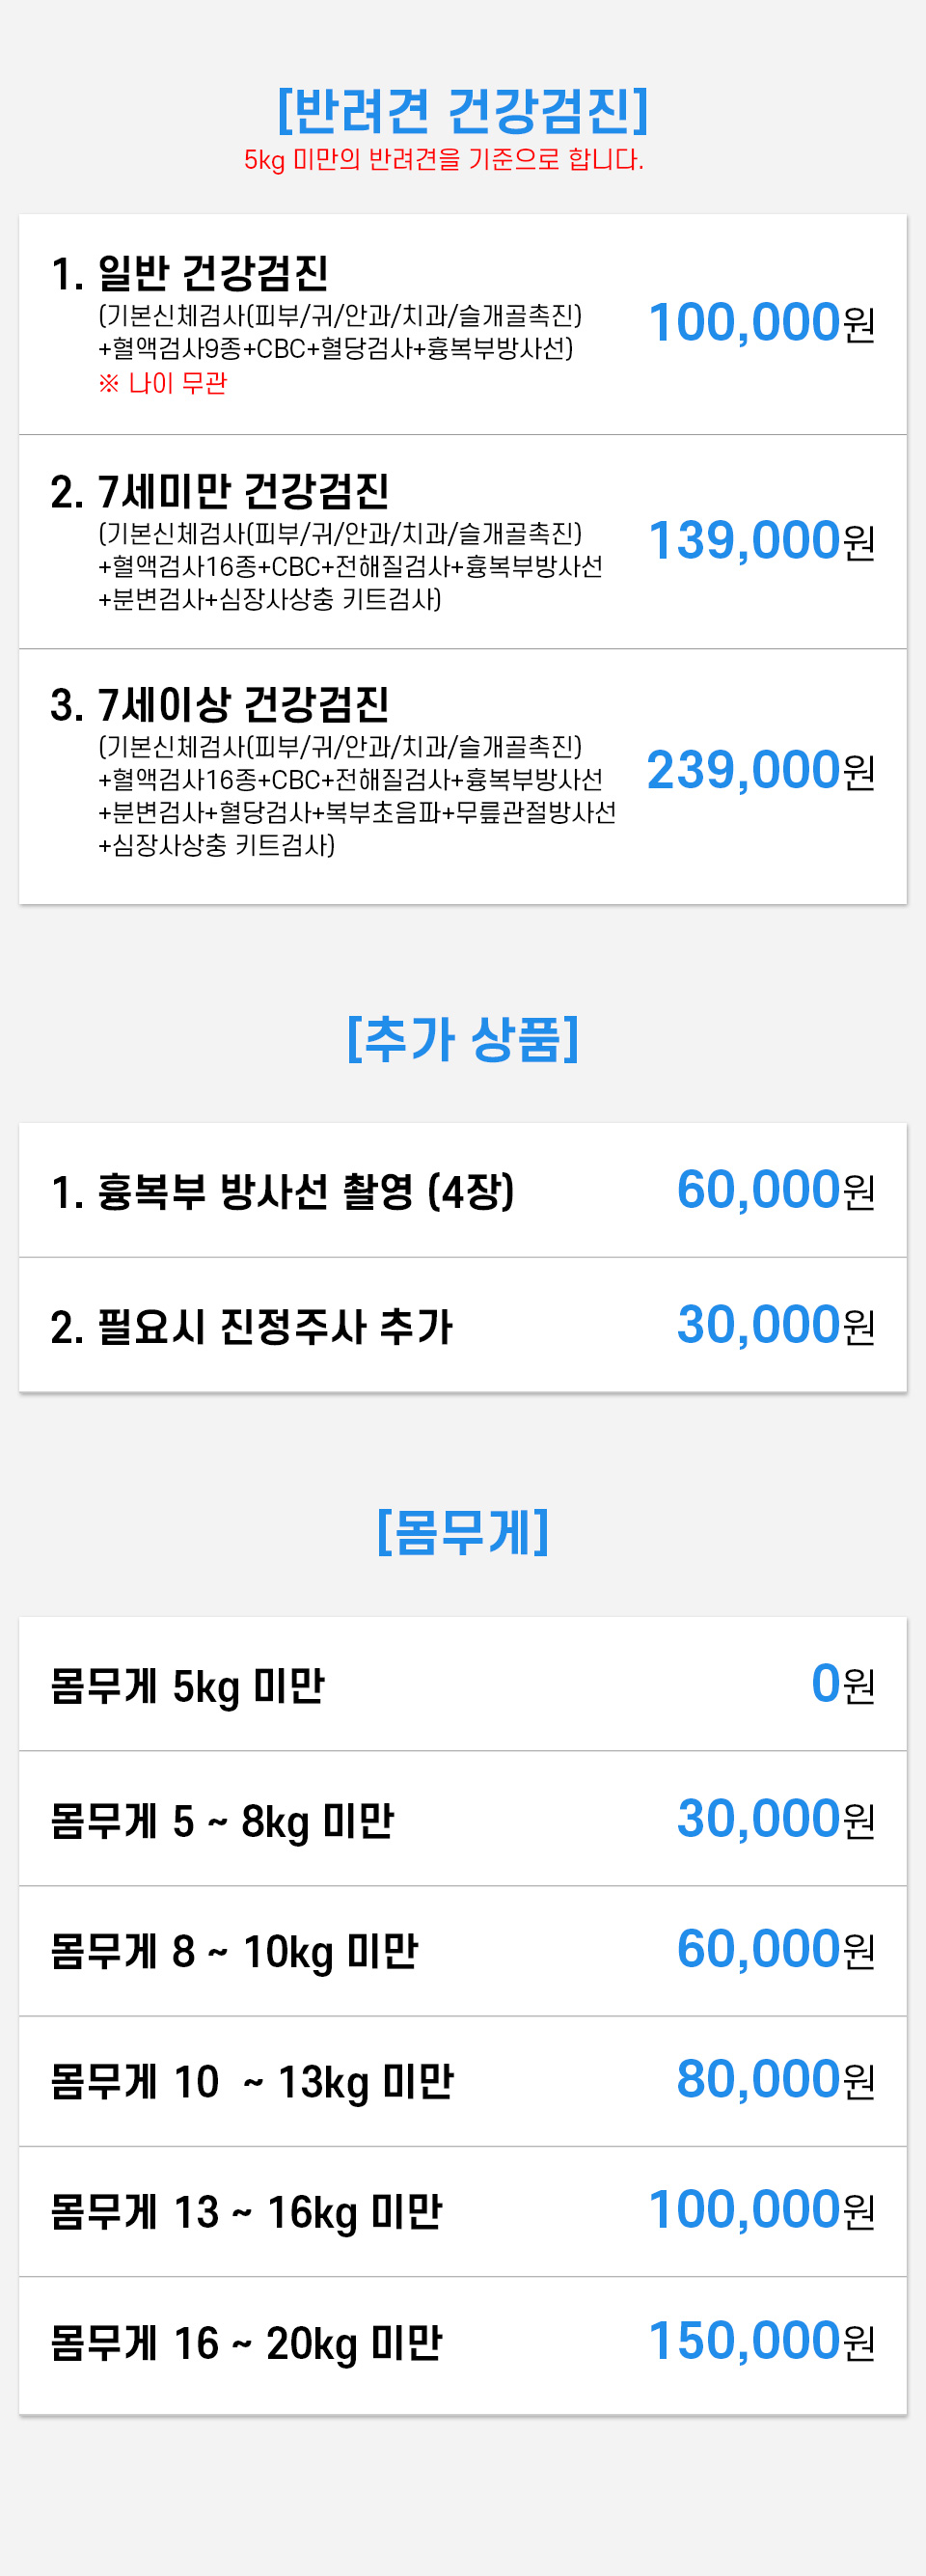 [반려견 건강검진]
5kg 미만의 반려견을 기준으로 합니다.
1. 일반 건강검진
(기본신체검사(피부/귀/안과/치과/슬개골촉진)
+혈액검사9종+CBC+혈당검사+흉복부방사선)
※ 나이 무관
100,000원
2. 7세미만 건강검진
(기본신체검사(피부/귀/안과/치과/슬개골촉진)
+혈액검사16종+CBC+전해질검사+흉복부방사선
+분변검사+심장사상충 키트검사)
139,000원
3. 7세이상 건강검진
(기본신체검사(피부/귀/안과/치과/슬개골촉진)
+혈액검사16종+CBC+전해질검사+흉복부방사선
+분변검사+혈당검사+복부초음파+무릎관절방사선
+심장사상충 키트검사)
239,000원
[추가 상품]
1. 흉복부 방사선 촬영 (4장) 60,000원
2. 필요시 진정주사 추가 30,000원
[몸무게]
몸무게 5kg 미만 0원
몸무게 5 ~ 8kg 미만 30,000원
몸무게 8 ~ 10kg 미만 60,000원
몸무게 10 ~ 13kg 미만 80,000원
몸무게 13 ~ 16kg 미만 100,000원
몸무게 16 ~ 20kg 미만 150,000원